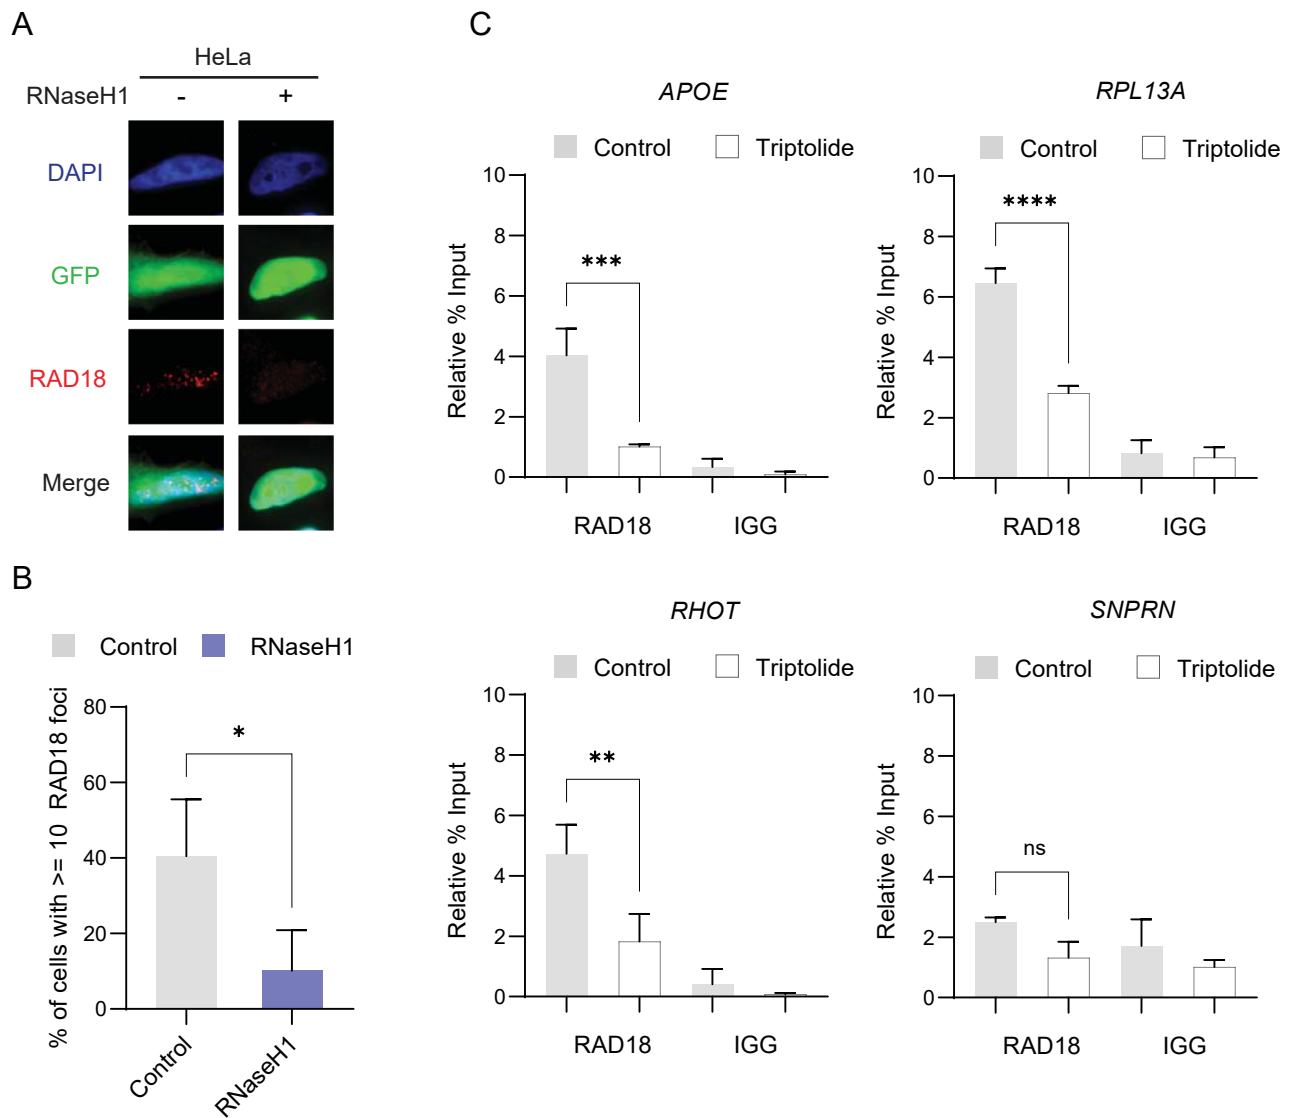 A
HeLa
RNaseH1 - +
DAPI
GFP
RAD18
Merge
B
Control RNaseH1
% of cells with >= 10 RAD18 foci
80
60
40
20
0
*
Control
RNaseH1
C
APOE
Control Triptolide
Relative % Input
10
8
6
4
2
0
***
RAD18 IGG
RPL13A
Control Triptolide
Relative % Input
10
8
6
4
2
0
****
RAD18 IGG
RHOT
Control Triptolide
Relative % Input
10
8
6
4
2
0
**
RAD18 IGG
SNPRN
Control Triptolide
Relative % Input
10
8
6
4
2
0
ns
RAD18 IGG